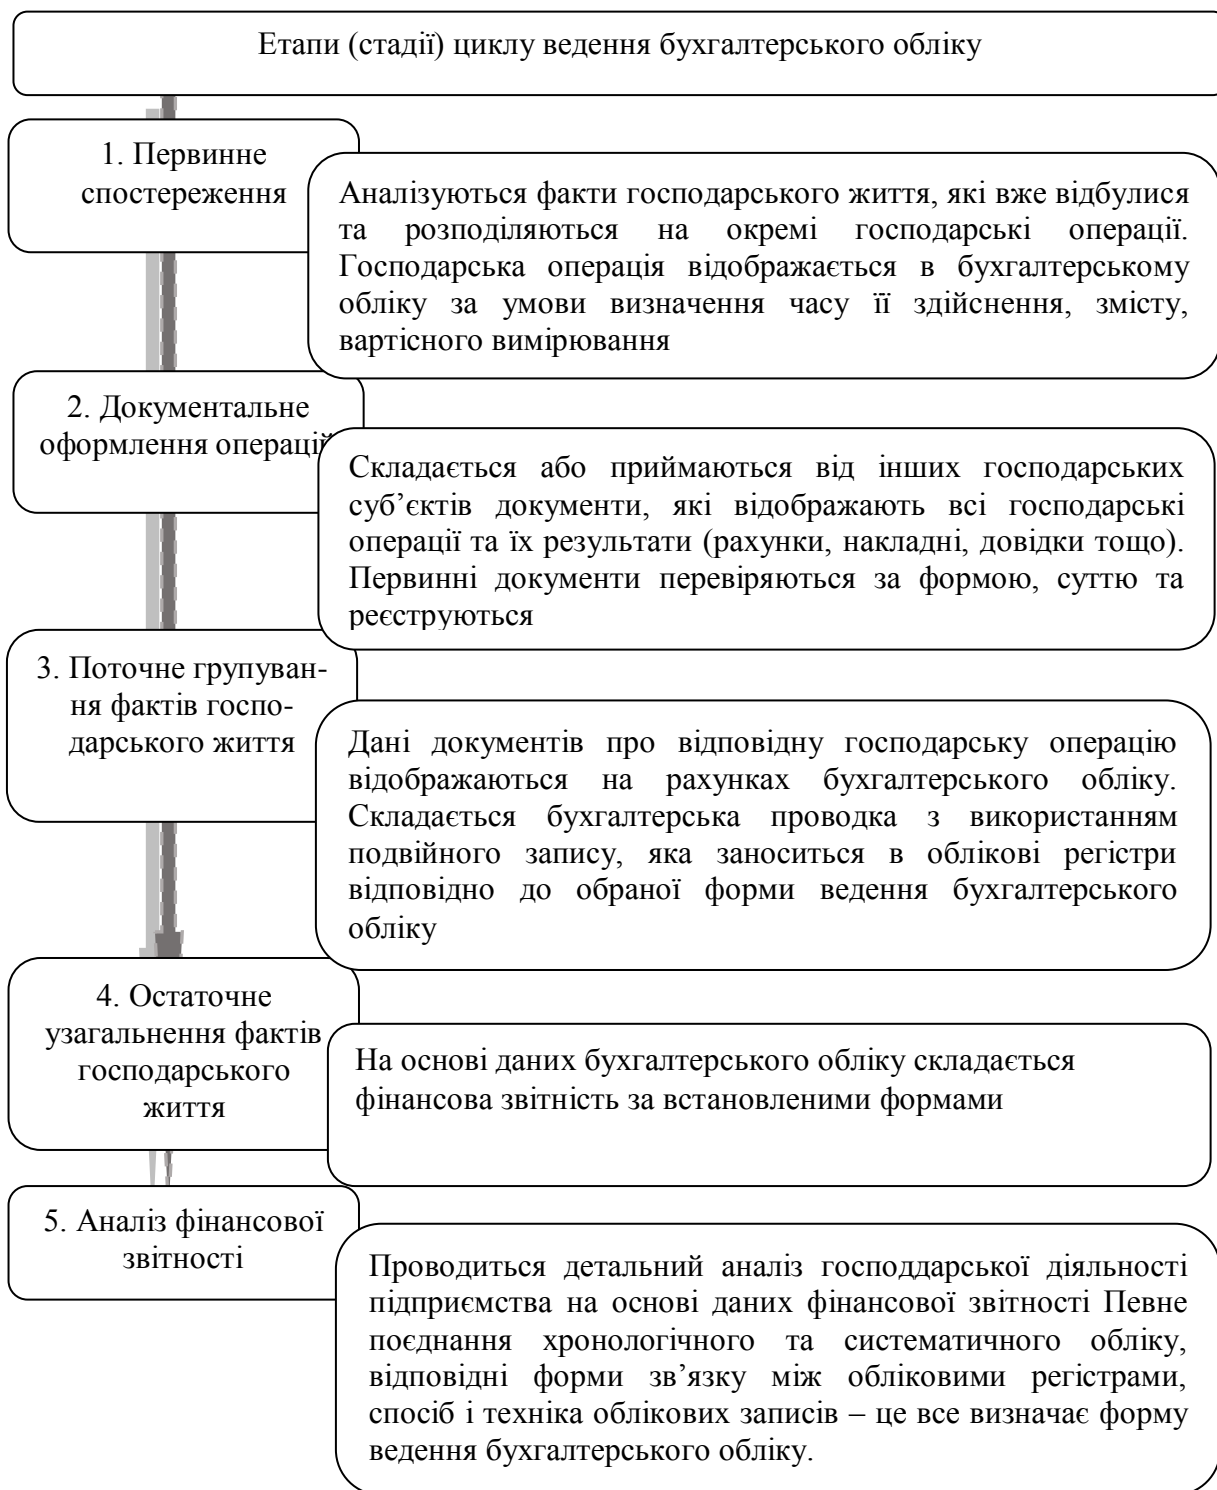 Етапи (стадії) циклу ведення бухгалтерського обліку
1. Первинне
спостереження
Аналізуються факти господарського життя, які вже відбулися
та розподіляються на окремі господарські операції.
Господарська операція відображається в бухгалтерському
обліку за умови визначення часу її здійснення, змісту,
вартісного вимірювання
2. Документальне
оформлення операцій
Складається або приймаються від інших господарських
суб’єктів документи, які відображають всі господарські
операції та їх результати (рахунки, накладні, довідки тощо).
Первинні документи перевіряються за формою, суттю та
реєструються
3. Поточне групуван-
ня фактів госпо-
дарського життя
Дані документів про відповідну господарську операцію
відображаються на рахунках бухгалтерського обліку.
Складається бухгалтерська проводка з використанням
подвійного запису, яка заноситься в облікові регістри
відповідно до обраної форми ведення бухгалтерського
обліку
4. Остаточне
узагальнення фактів
господарського
життя
На основі даних бухгалтерського обліку складається
фінансова звітність за встановленими формами
5. Аналіз фінансової
звітності
Проводиться детальний аналіз господдарської діяльності
підприємства на основі даних фінансової звітності Певне
поєднання хронологічного та систематичного обліку,
відповідні форми зв’язку між обліковими регістрами,
спосіб і техніка облікових записів – це все визначає форму
ведення бухгалтерського обліку.